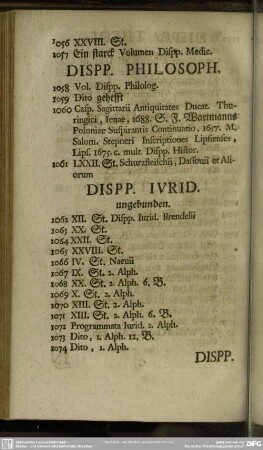 1056 XXVIII. St.
1057 Ein starck Volumen Dispp. Medic.
DISPP. PHILOSOPH.
1058 Vol. Dispp. Philolog.
1059 Dito gehefft
1060 Casp. Sagittarii Antiquitates Ducat. Thu-
ringici, Ienae, 1688. S. F. Wartmanns
Poloniae Suspirantis Continuatio, 1657. M.
Salom. Stepneri Inscriptiones Lipsienses,
Lips. 1675. c. mult. Dispp. Histor.
1061 LXXII. St. Schurzfleischii, Dassouii et Ali-
orum
DISPP. IVRID.
ungebunden.
1062 XII. St. Dispp. Iurid. Brendelii
1063 XX. St.
1064 XXII. St.
1065 XXVIII. St.
1066 IV. St. Naeuii
1067 IX. St. 2. Alph.
1068 XX. St. 2. Alph. 6. B.
1069 X. St. 2. Alph.
1070 XIII. St. 2. Alph.
1071 XIII. St. 2. Alph. 6. B.
1072 Programmata Iurid. 2. Alph.
1073 Dito, 1. Alph. 12. B.
1074 Dito, 1. Alph.
DISPP.